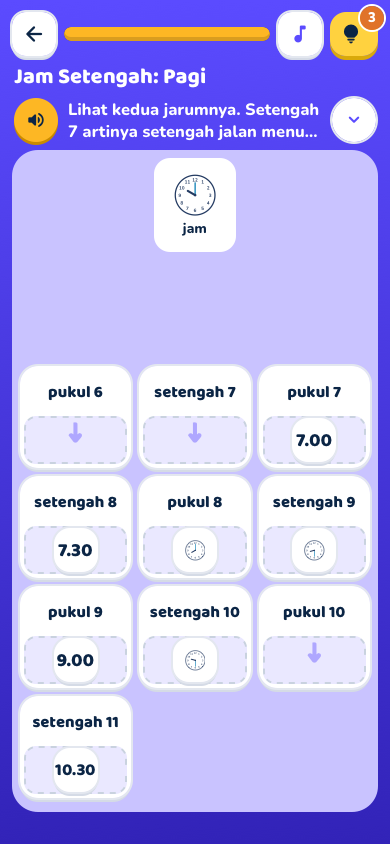 3
Jam Setengah: Pagi
Lihat kedua jarumnya. Setengah
7 artinya setengah jalan menu...
jam
pukul 6
setengah 7
pukul 7
7.00
setengah 8
pukul 8
setengah 9
7.30
pukul 9
setengah 10
pukul 10
9.00
setengah 11
10.30